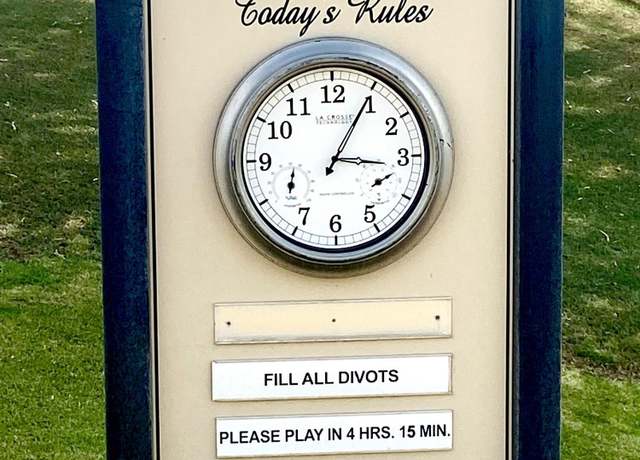 Today's Rules
12
11
1
LA CROSSE
TECHNOLOGY
10
2
9
3
7
5
6
FILL ALL DIVOTS
PLEASE PLAY IN 4 HRS. 15 MIN.